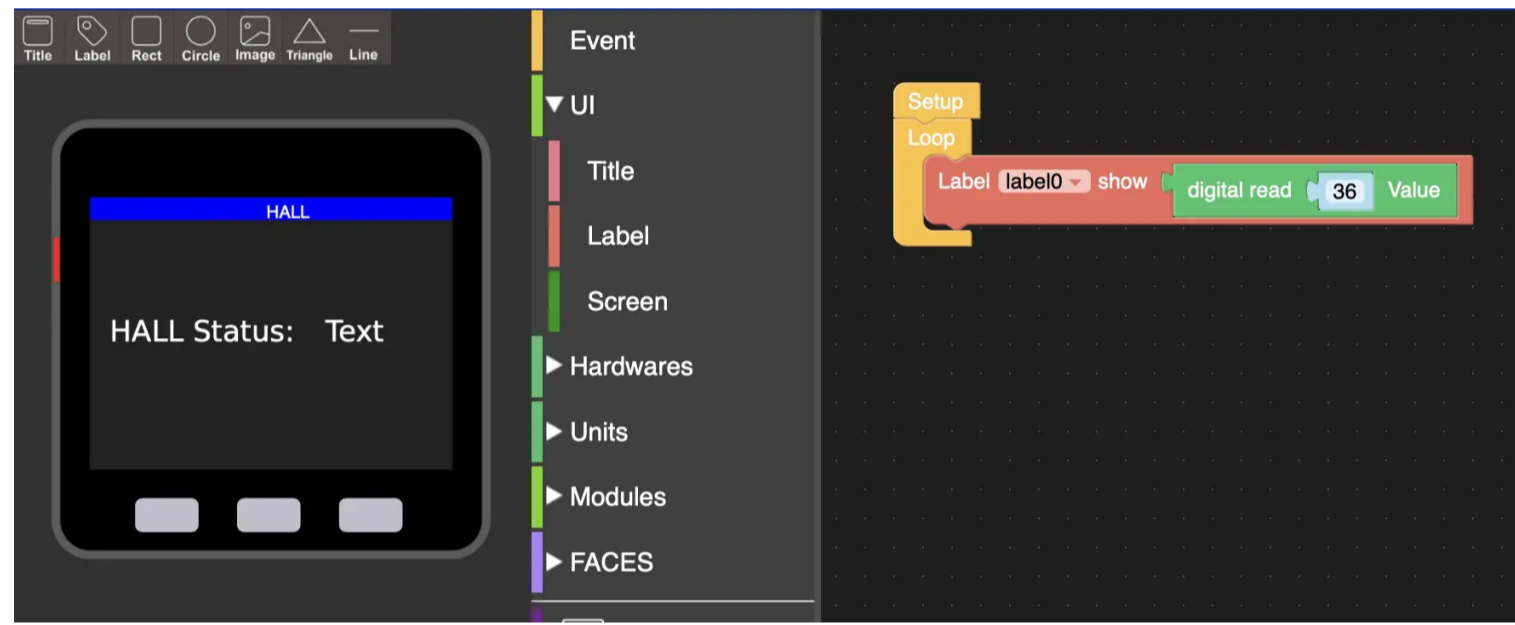 Title Label Rect Circle Image Triangle Line
HALL
HALL Status: Text
Event
UI
Title
Label
Screen
Hardwares
Units
Modules
FACES
Setup
Loop
Label label0 show digital read 36 Value